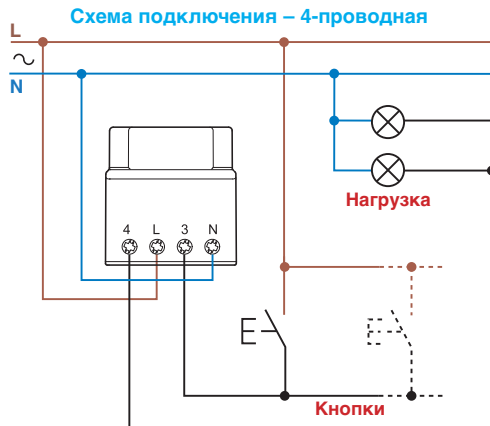 Схема подключения – 4-проводная
L
N
Нагрузка
4 L 3 N
Кнопки